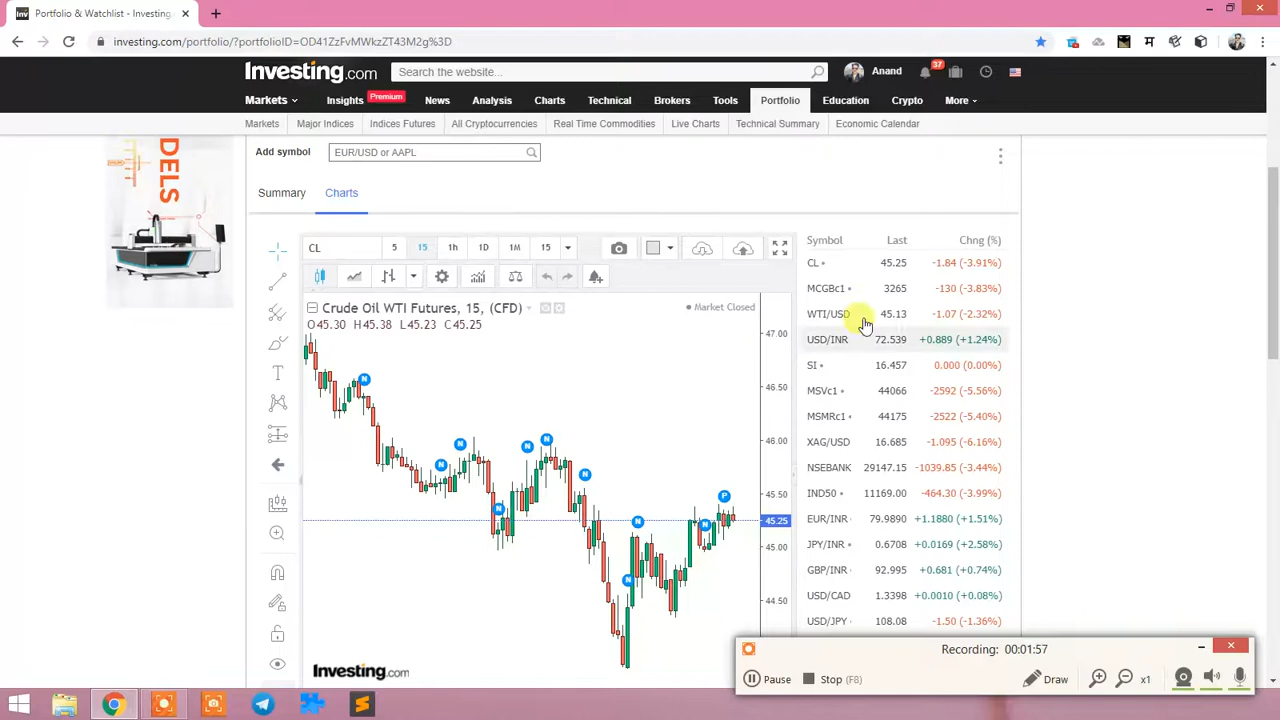 Portfolio & Watchlist - Investing.
investing.com/portfolio/?portfolioID=OD41ZzFvMWkzZT43M2g%3D
Investing.com
Search the website...
37
Anand
Markets
Insights
Premium
News
Analysis
Charts
Technical
Brokers
Tools
Portfolio
Education
Crypto
More
Markets
Major Indices
Indices Futures
All Cryptocurrencies
Real Time Commodities
Live Charts
Technical Summary
Economic Calendar
DELS
Add symbol
EUR/USD or AAPL
Summary
Charts
CL
5
15
1h
1D
1M
15
Crude Oil WTI Futures, 15, (CFD)
Market Closed
O45.30 H45.38 L45.23 C45.25
47.00
46.50
46.00
45.50
45.25
45.00
44.50
Investing.com
Symbol Last Chng (%)
CL 45.25 -1.84 (-3.91%)
MCGBc1 3265 -130 (-3.83%)
WTI/USD 45.13 -1.07 (-2.32%)
USD/INR 72.539 +0.889 (+1.24%)
SI 16.457 0.000 (0.00%)
MSVc1 44066 -2592 (-5.56%)
MSMRc1 44175 -2522 (-5.40%)
XAG/USD 16.685 -1.095 (-6.16%)
NSEBANK 29147.15 -1039.85 (-3.44%)
IND50 11169.00 -464.30 (-3.99%)
EUR/INR 79.9890 +1.1880 (+1.51%)
JPY/INR 0.6708 +0.0169 (+2.58%)
GBP/INR 92.995 +0.681 (+0.74%)
USD/CAD 1.3398 +0.0010 (+0.08%)
USD/JPY 108.08 -1.50 (-1.36%)
Recording: 00:01:57
Pause
Stop (F8)
Draw
x1